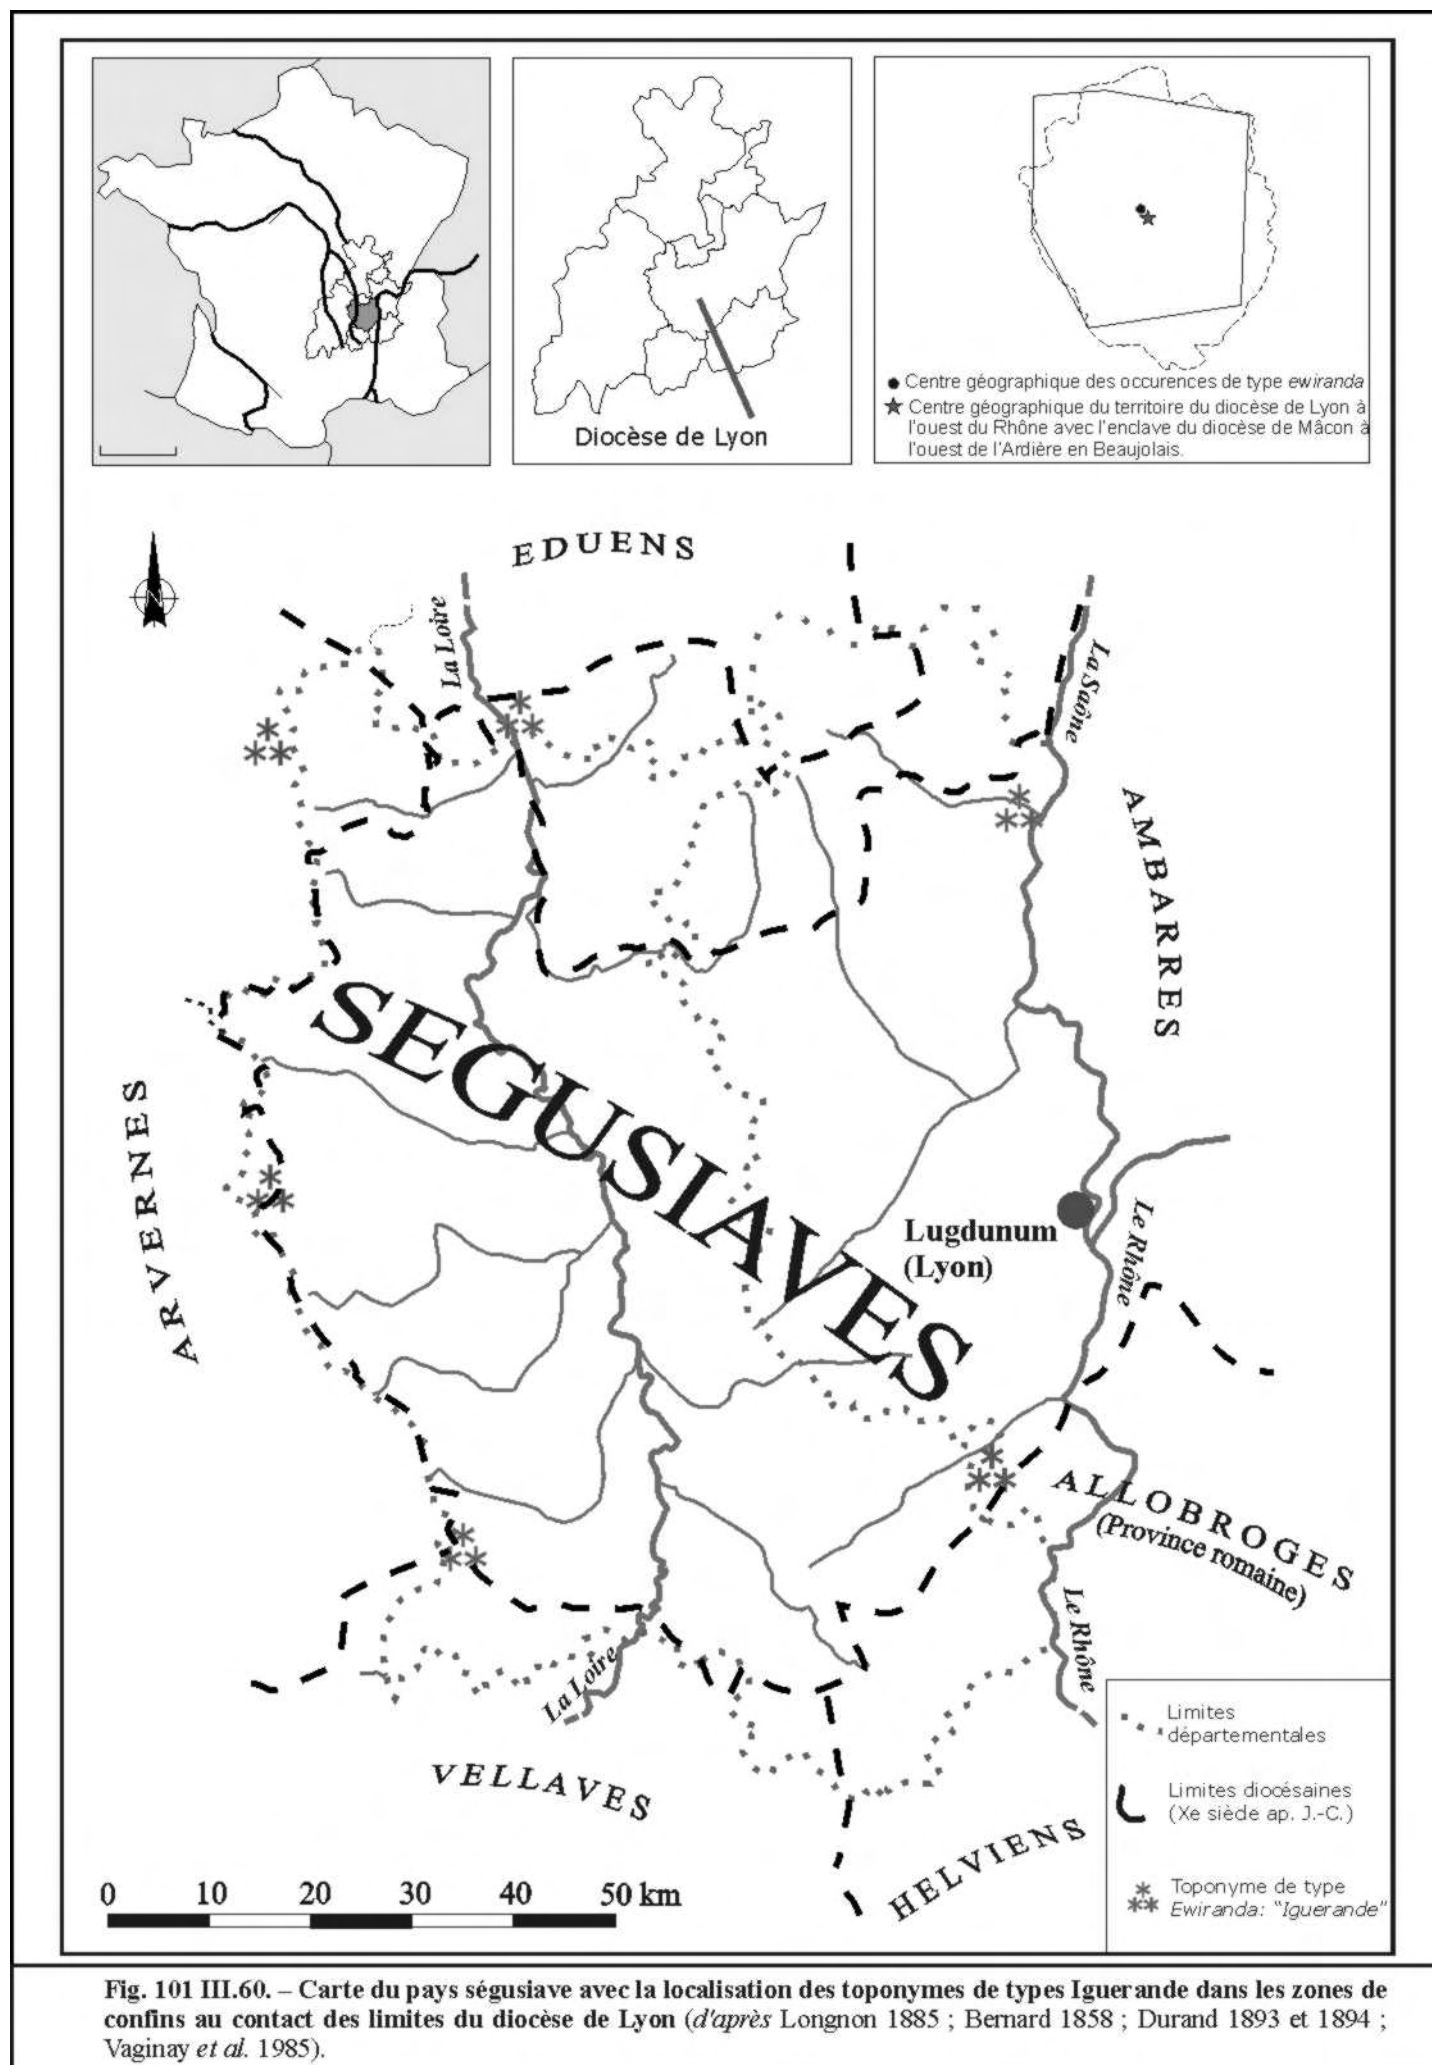 Diocèse de Lyon
Centre géographique des occurences de type ewiranda
Centre géographique du territoire du diocèse de Lyon à
l'ouest du Rhône avec l'enclave du diocèse de Mâcon à
l'ouest de l'Ardière en Beaujolais.
EDUENS
N
La Loire
La Saône
AMBARRES
SEGUSIAVES
ARVERNES
Lugdunum
(Lyon)
Le Rhône
ALLOBROGES
(Province romaine)
Le Rhône
La Loire
VELLAVES
HELVIENS
Limites
départementales
Limites diocésaines
(Xe siède ap. J.-C.)
Toponyme de type
Ewiranda: "Iguerande"
0 10 20 30 40 50 km
Fig. 101 III.60. – Carte du pays ségusiave avec la localisation des toponymes de types Iguerande dans les zones de
confins au contact des limites du diocèse de Lyon (d'après Longnon 1885 ; Bernard 1858 ; Durand 1893 et 1894 ;
Vaginay et al. 1985).